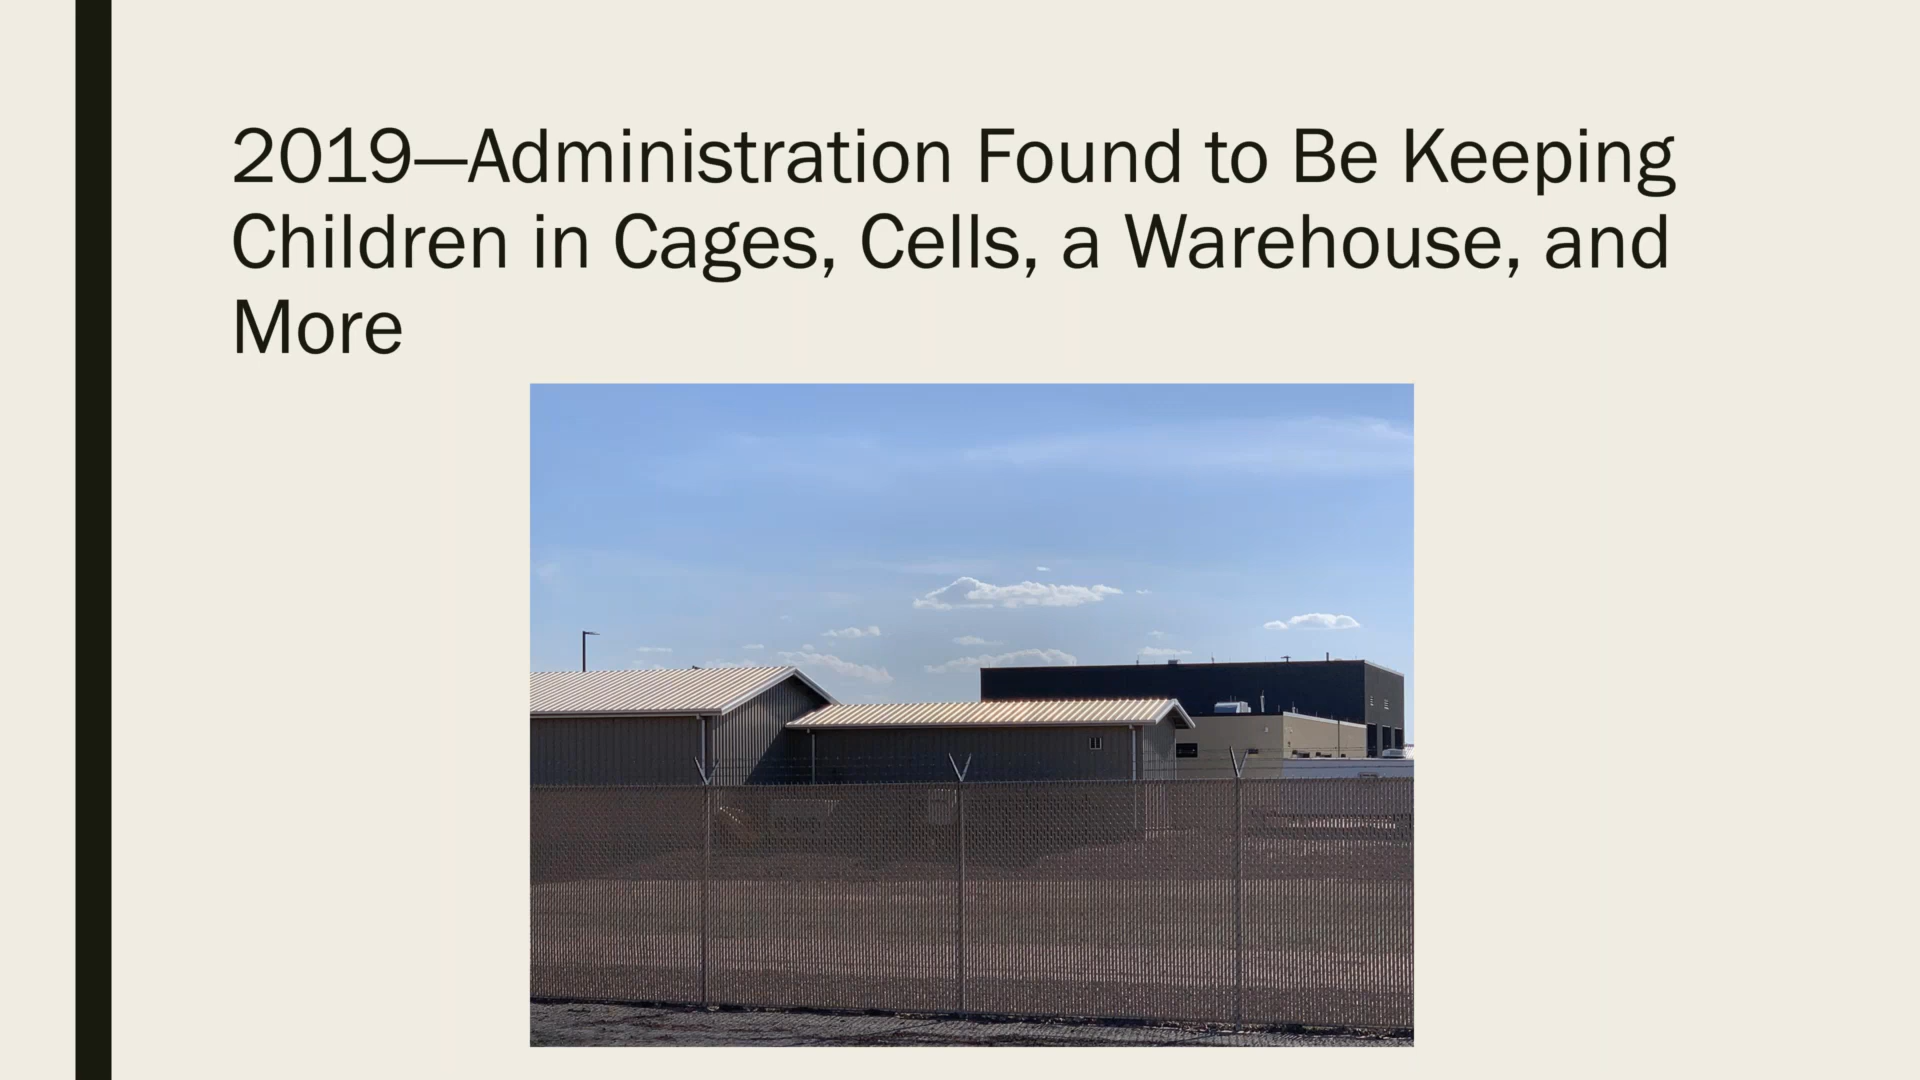 2019—Administration Found to Be Keeping
Children in Cages, Cells, a Warehouse, and
More